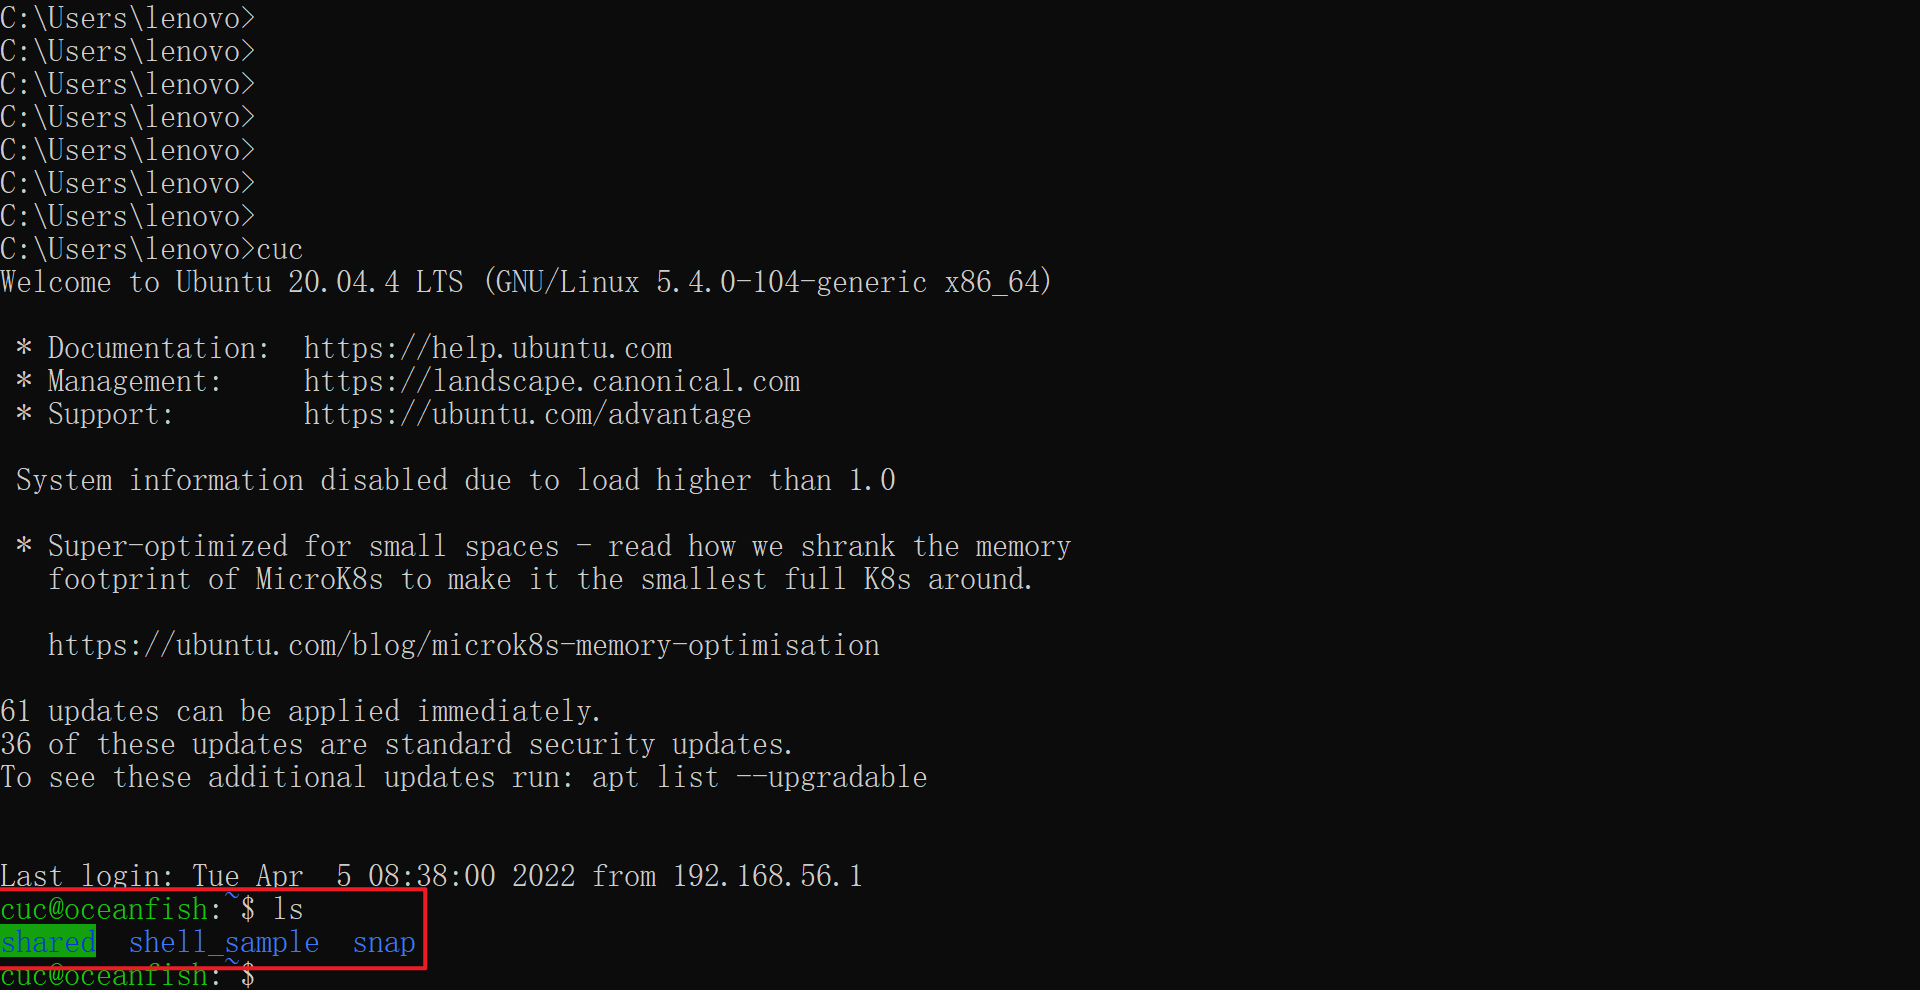 C:\Users\lenovo>
C:\Users\lenovo>
C:\Users\lenovo>
C:\Users\lenovo>
C:\Users\lenovo>
C:\Users\lenovo>
C:\Users\lenovo>
C:\Users\lenovo>cuc
Welcome to Ubuntu 20.04.4 LTS (GNU/Linux 5.4.0-104-generic x86_64)
* Documentation:  https://help.ubuntu.com
* Management:     https://landscape.canonical.com
* Support:        https://ubuntu.com/advantage
System information disabled due to load higher than 1.0
* Super-optimized for small spaces - read how we shrank the memory
footprint of MicroK8s to make it the smallest full K8s around.
https://ubuntu.com/blog/microk8s-memory-optimisation
61 updates can be applied immediately.
36 of these updates are standard security updates.
To see these additional updates run: apt list --upgradable
Last login: Tue Apr  5 08:38:00 2022 from 192.168.56.1
cuc@oceanfish:~$ ls
shared  shell_sample  snap
cuc@oceanfish:~$